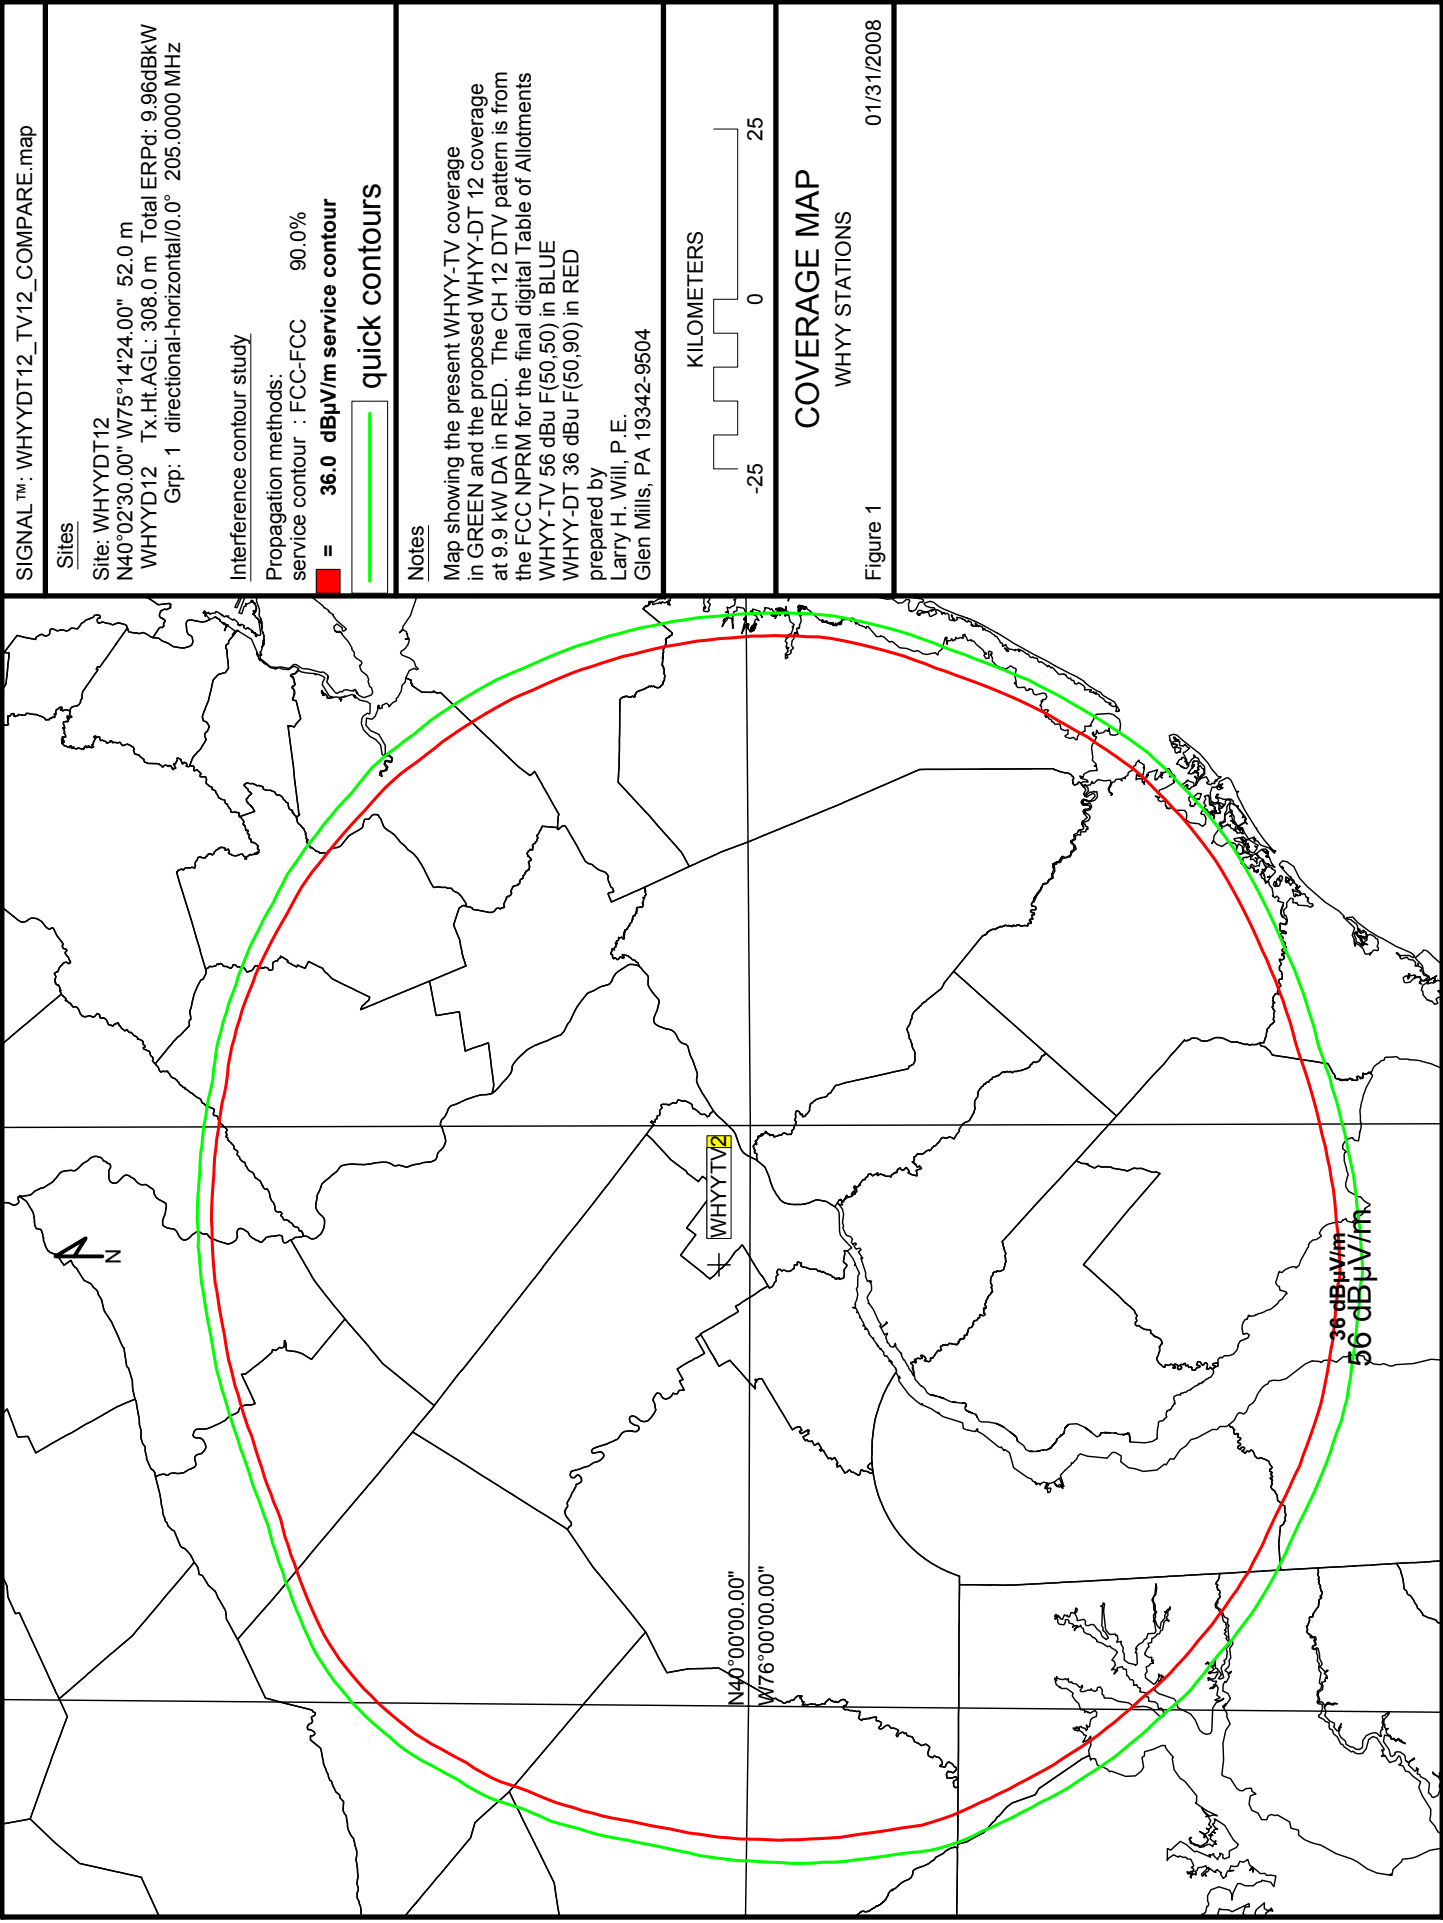 SIGNAL ™: WHYYDT12_TV12_COMPARE.map
Sites
Site: WHYYDT12
N40°02'30.00" W75°14'24.00" 52.0 m
WHYYD12 Tx.Ht.AGL: 308.0 m Total ERPd: 9.96dBkW
Grp: 1 directional-horizontal/0.0° 205.0000 MHz
Interference contour study
Propagation methods:
service contour : FCC-FCC 90.0%
= 36.0 dBµV/m service contour
quick contours
Notes
Map showing the present WHYY-TV coverage
in GREEN and the proposed WHYY-DT 12 coverage
at 9.9 kW DA in RED. The CH 12 DTV pattern is from
the FCC NPRM for the final digital Table of Allotments
WHYY-TV 56 dBu F(50,50) in BLUE
WHYY-DT 36 dBu F(50,90) in RED
prepared by
Larry H. Will, P.E.
Glen Mills, PA 19342-9504
KILOMETERS
-25 0 25
COVERAGE MAP
WHYY STATIONS
Figure 1 01/31/2008
N
WHYYTV2
N40°00'00.00"
W76°00'00.00"
36 dBµV/m
56 dBµV/m